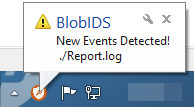 BlobIDS
New Events Detected!
./Report.log